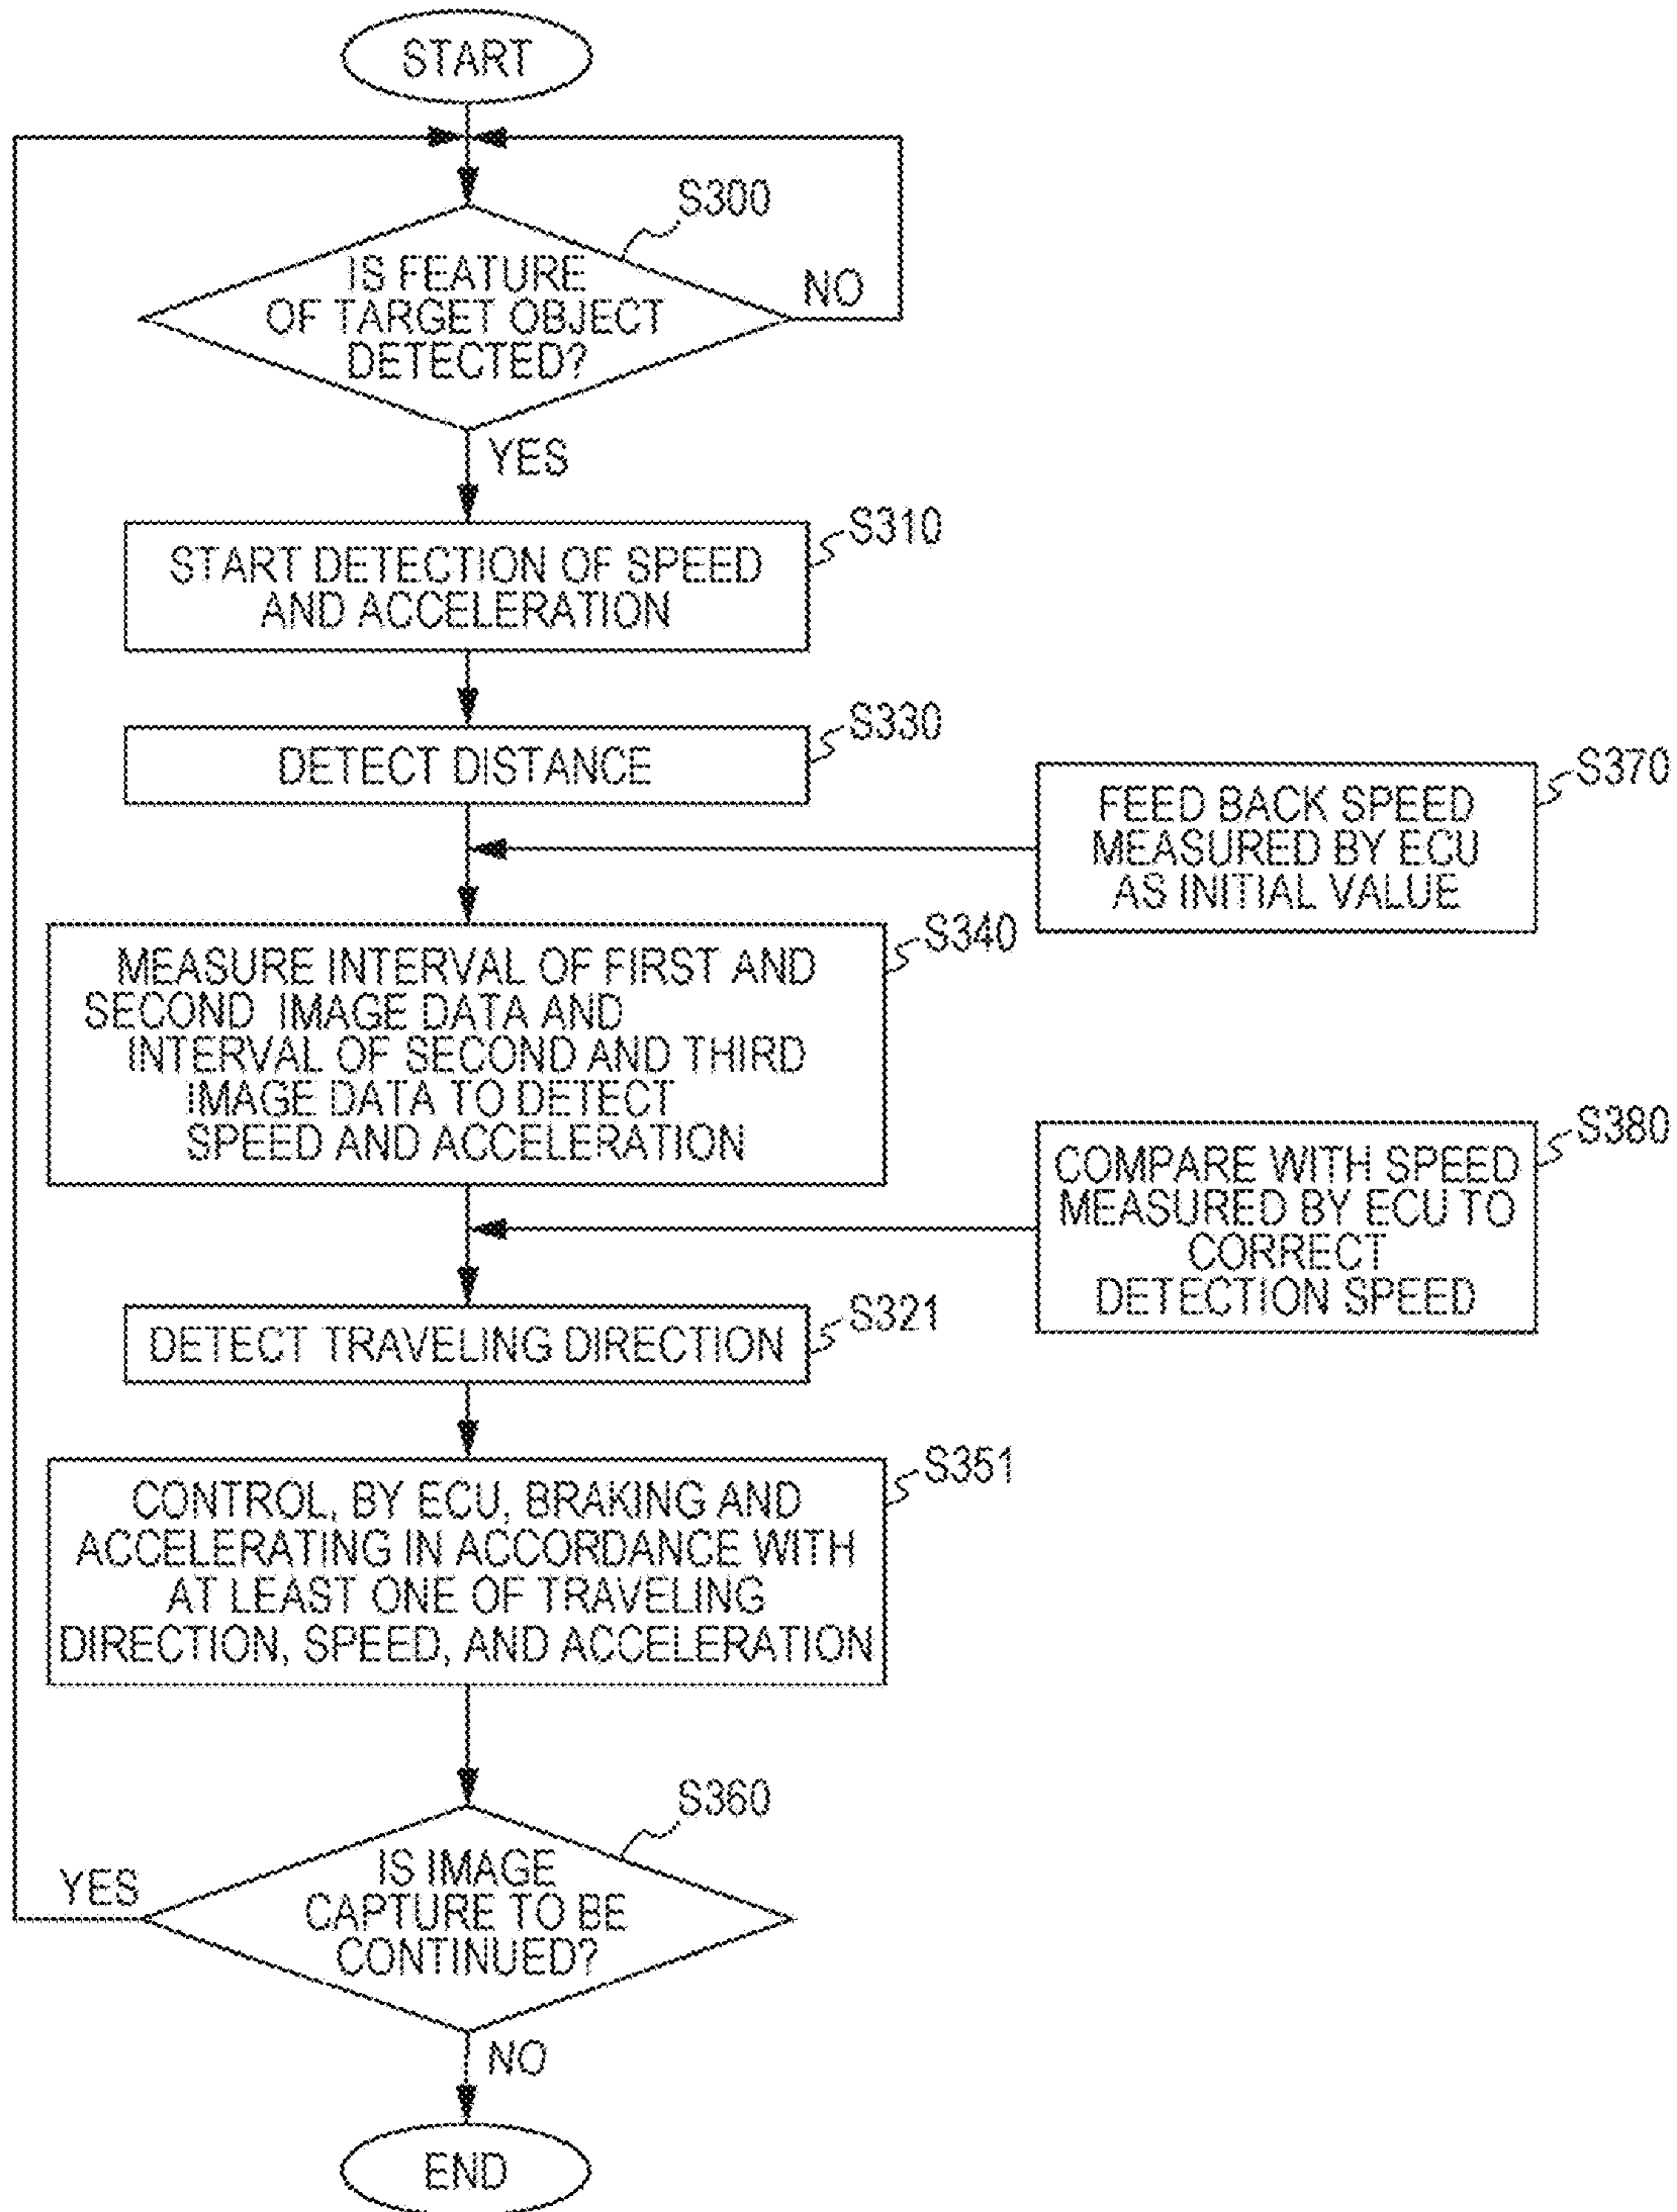 START
S300
IS FEATURE
OF TARGET OBJECT
DETECTED?
NO
YES
S310
START DETECTION OF SPEED
AND ACCELERATION
S330
DETECT DISTANCE
S370
FEED BACK SPEED
MEASURED BY ECU
AS INITIAL VALUE
S340
MEASURE INTERVAL OF FIRST AND
SECOND IMAGE DATA AND
INTERVAL OF SECOND AND THIRD
IMAGE DATA TO DETECT
SPEED AND ACCELERATION
S380
COMPARE WITH SPEED
MEASURED BY ECU TO
CORRECT
DETECTION SPEED
S321
DETECT TRAVELING DIRECTION
S351
CONTROL, BY ECU, BRAKING AND
ACCELERATING IN ACCORDANCE WITH
AT LEAST ONE OF TRAVELING
DIRECTION, SPEED, AND ACCELERATION
S360
IS IMAGE
CAPTURE TO BE
CONTINUED?
YES
NO
END